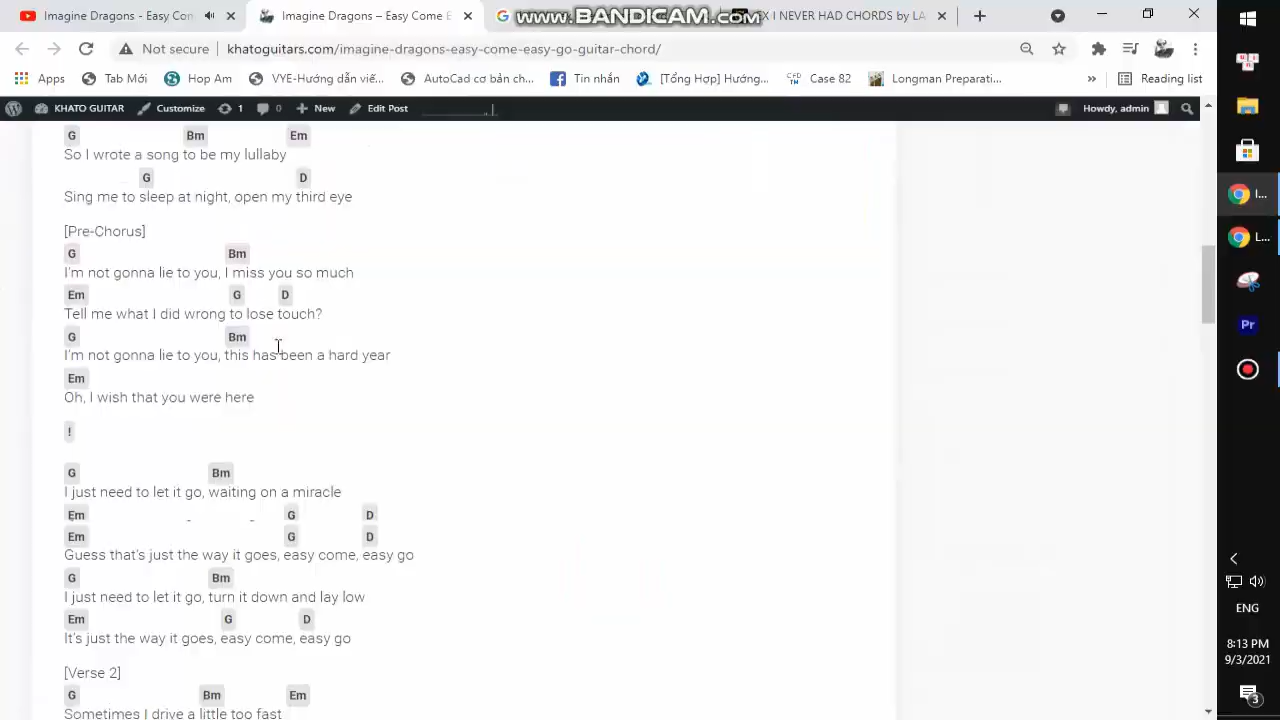 Imagine Dragons - Easy Con
Imagine Dragons – Easy Come E
www.BANDICAM.com
X I NEVER HAD CHORDS by LA
Not secure
khatoguitars.com/imagine-dragons-easy-come-easy-go-guitar-chord/
Apps
Tab Mới
Hop Am
VYE-Hướng dẫn viế...
AutoCad cơ bản ch...
Tin nhắn
[Tổng Hợp] Hướng...
Case 82
Longman Preparati...
»
Reading list
KHATO GUITAR
Customize
1
0
New
Edit Post
Howdy, admin
G Bm Em
So I wrote a song to be my lullaby
G D
Sing me to sleep at night, open my third eye
[Pre-Chorus]
G Bm
I'm not gonna lie to you, I miss you so much
Em G D
Tell me what I did wrong to lose touch?
G Bm
I'm not gonna lie to you, this has been a hard year
Em
Oh, I wish that you were here
!
G Bm
I just need to let it go, waiting on a miracle
Em G D
Em G D
Guess that's just the way it goes, easy come, easy go
G Bm
I just need to let it go, turn it down and lay low
Em G D
It's just the way it goes, easy come, easy go
[Verse 2]
G Bm Em
Sometimes I drive a little too fast
I...
L...
Pr
ENG
8:13 PM
9/3/2021
3